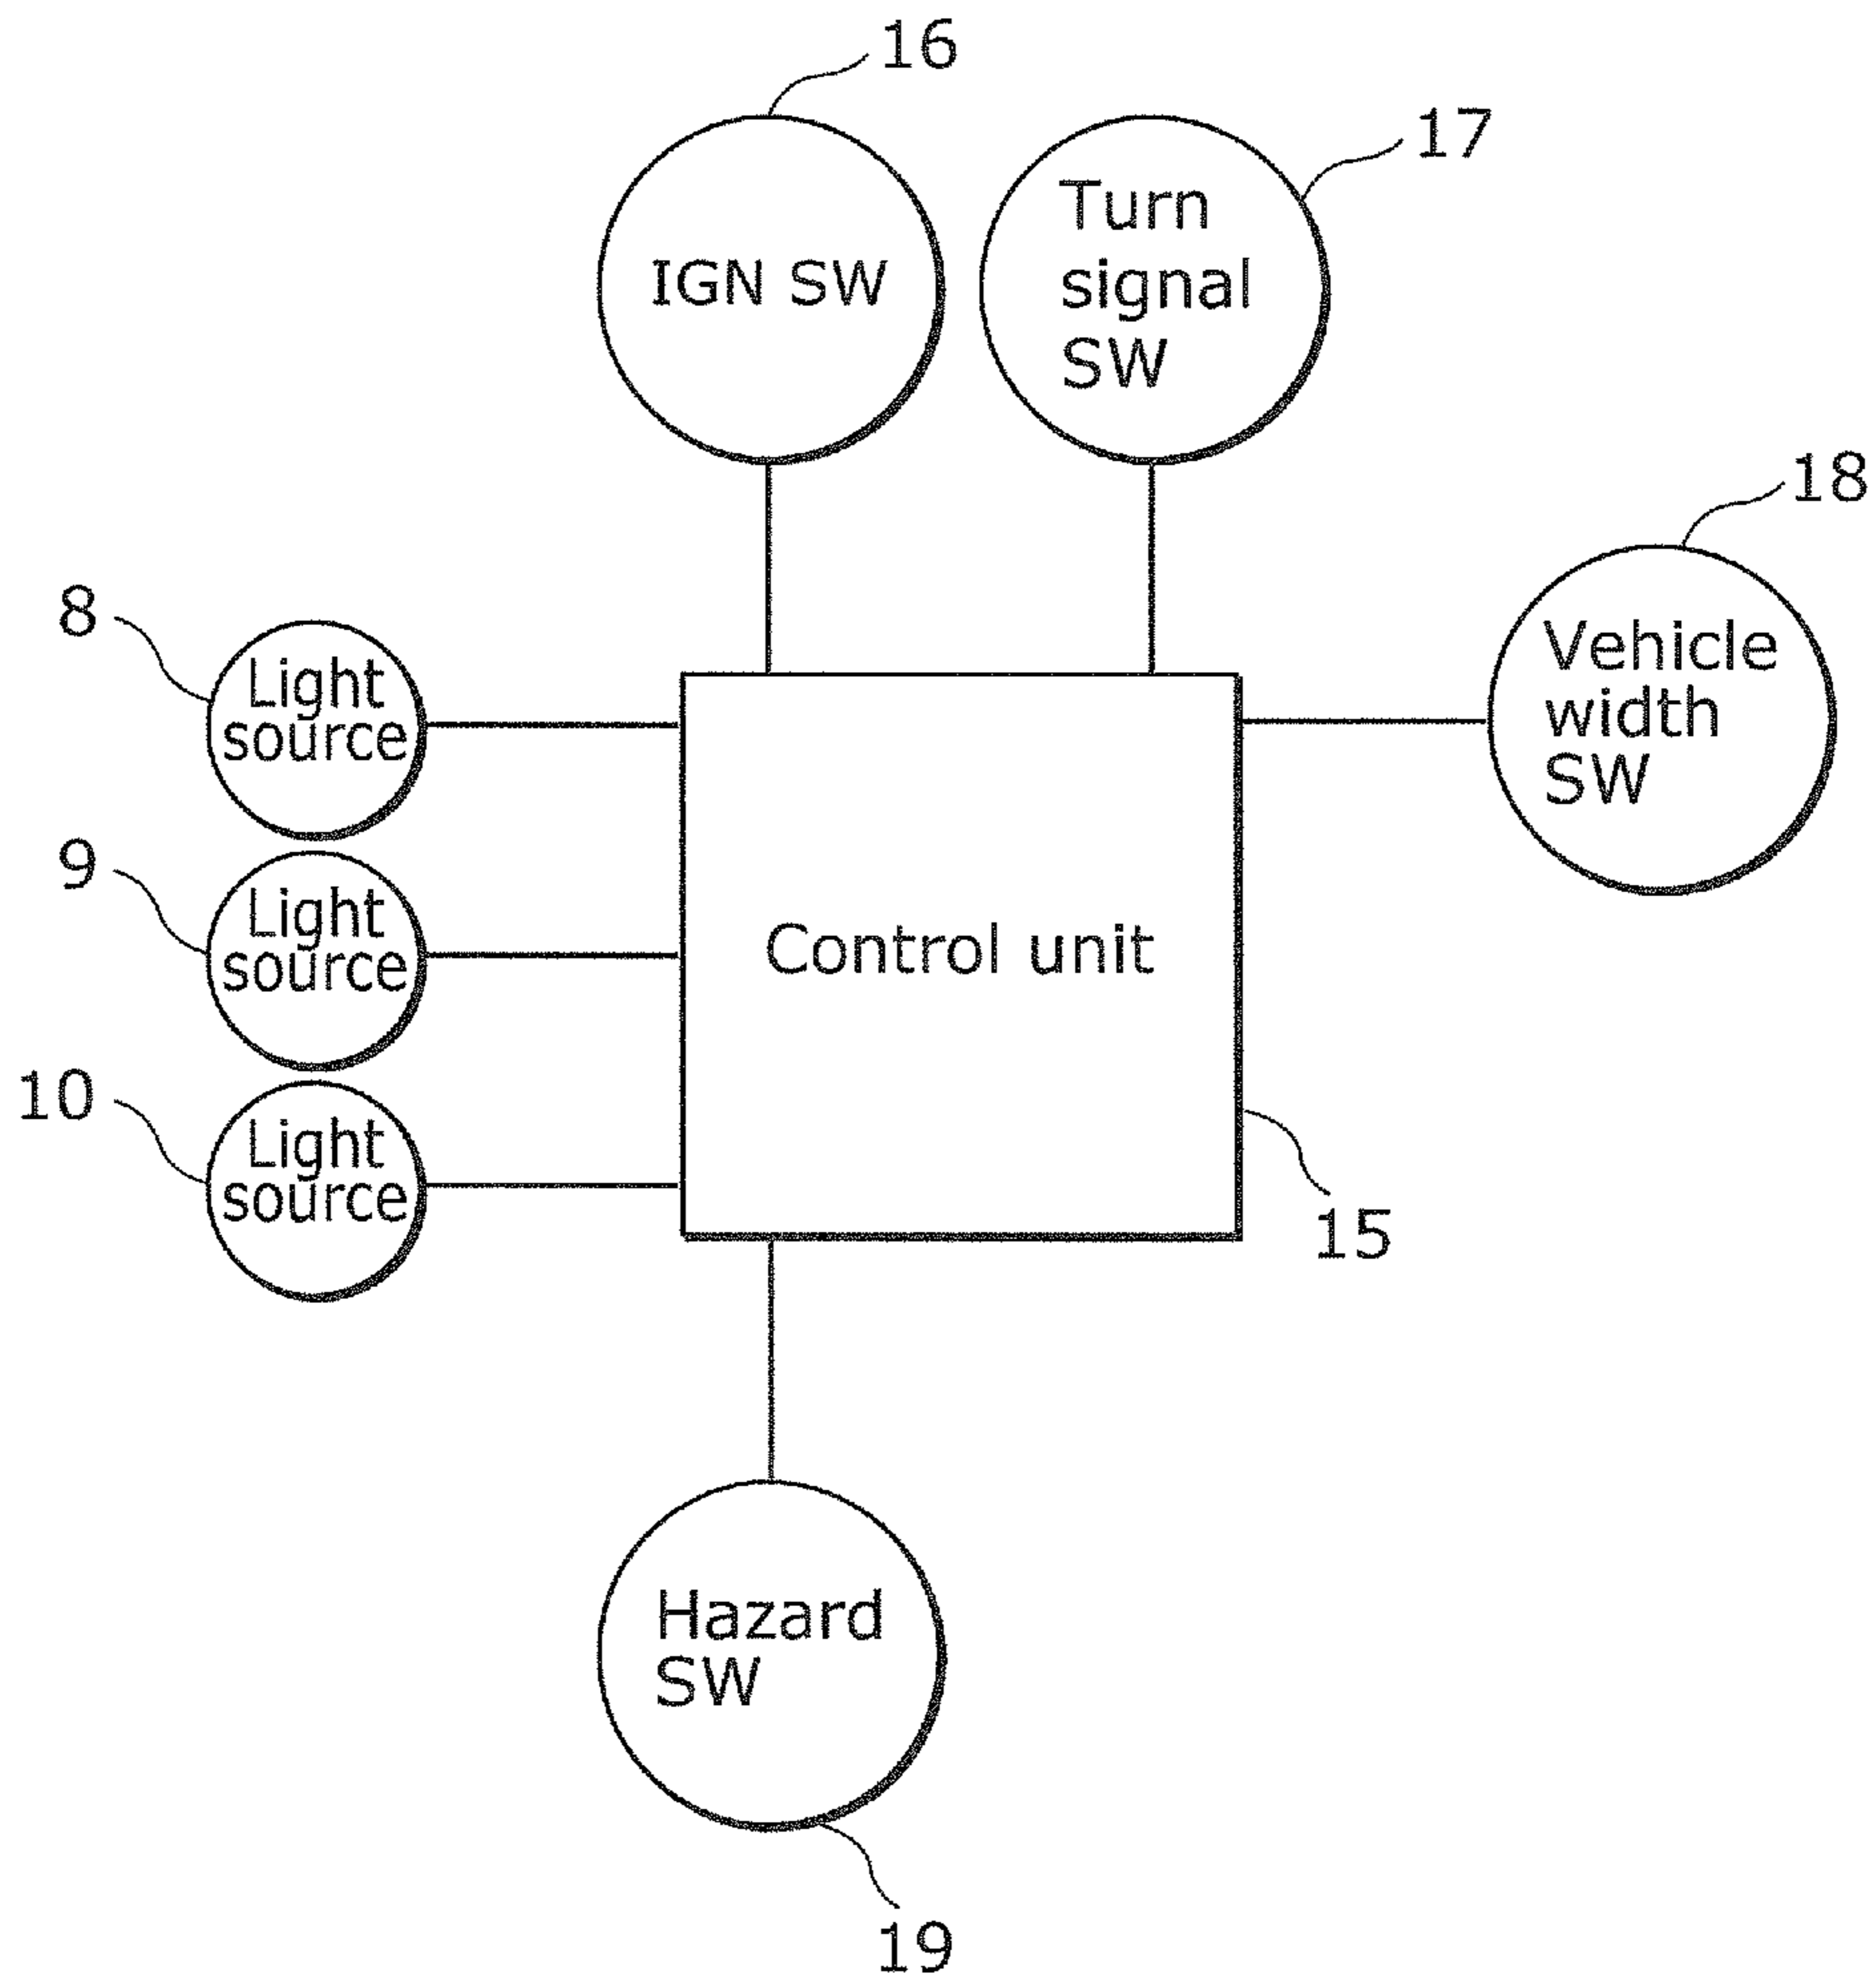 16
17
IGN SW
Turn
signal
SW
18
8
Light
source
Vehicle
width
SW
9
Light
source
Control unit
10
Light
source
15
Hazard
SW
19